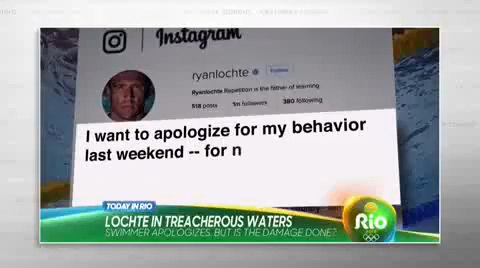 Instagram
ryanlochte Follow
Ryanlochte Repetition is the father of learning
518 posts 1m followers 380 following
I want to apologize for my behavior
last weekend -- for n
TODAY IN RIO
LOCHTE IN TREACHEROUS WATERS
SWIMMER APOLOGIZES, BUT IS THE DAMAGE DONE?
Rio